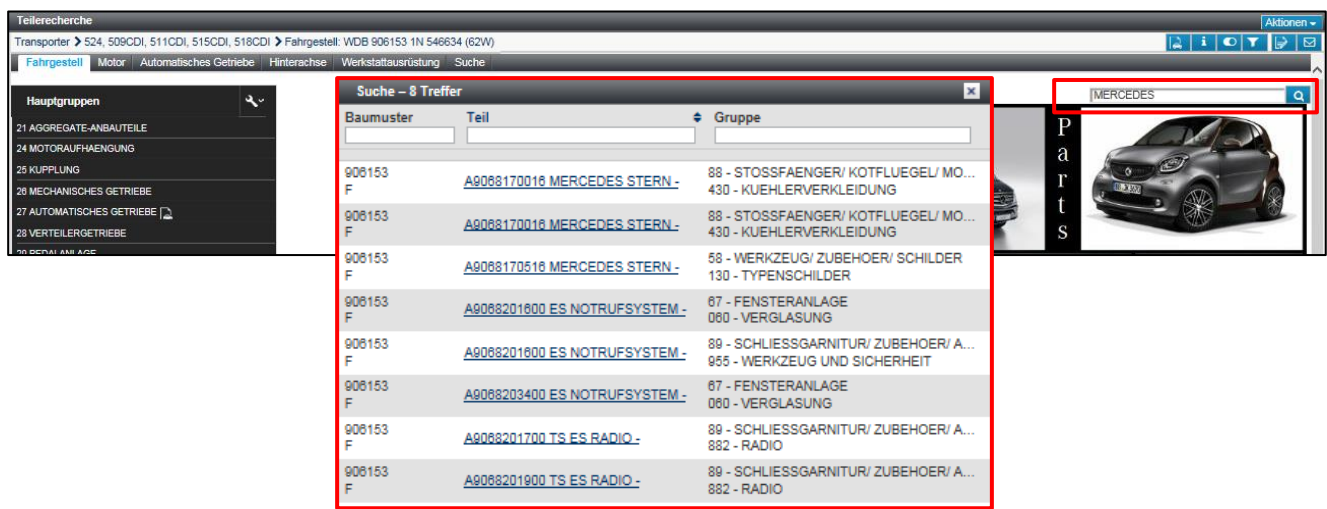 Teilerecherche
Aktionen
Transporter > 524, 509CDI, 511CDI, 515CDI, 518CDI > Fahrgestell: WDB 906153 1N 546634 (62W)
Fahrgestell Motor Automatisches Getriebe Hinterachse Werkstattausrüstung Suche
Hauptgruppen
21 AGGREGATE-ANBAUTEILE
24 MOTORAUFHAENGUNG
25 KUPPLUNG
26 MECHANISCHES GETRIEBE
27 AUTOMATISCHES GETRIEBE
28 VERTEILERGETRIEBE
29 PEDALANLAGE
Suche – 8 Treffer
Baumuster Teil Gruppe
906153 A9068170016 MERCEDES STERN - 88 - STOSSFAENGER/ KOTFLUEGEL/ MO...
F 430 - KUEHLERVERKLEIDUNG
906153 A9068170016 MERCEDES STERN - 88 - STOSSFAENGER/ KOTFLUEGEL/ MO...
F 430 - KUEHLERVERKLEIDUNG
906153 A9068170516 MERCEDES STERN - 58 - WERKZEUG/ ZUBEHOER/ SCHILDER
F 130 - TYPENSCHILDER
906153 A9068201600 ES NOTRUFSYSTEM - 67 - FENSTERANLAGE
F 060 - VERGLASUNG
906153 A9068201600 ES NOTRUFSYSTEM - 89 - SCHLIESSGARNITUR/ ZUBEHOER/ A...
F 955 - WERKZEUG UND SICHERHEIT
906153 A9068203400 ES NOTRUFSYSTEM - 67 - FENSTERANLAGE
F 060 - VERGLASUNG
906153 A9068201700 TS ES RADIO - 89 - SCHLIESSGARNITUR/ ZUBEHOER/ A...
F 882 - RADIO
906153 A9068201900 TS ES RADIO - 89 - SCHLIESSGARNITUR/ ZUBEHOER/ A...
F 882 - RADIO
MERCEDES
Parts